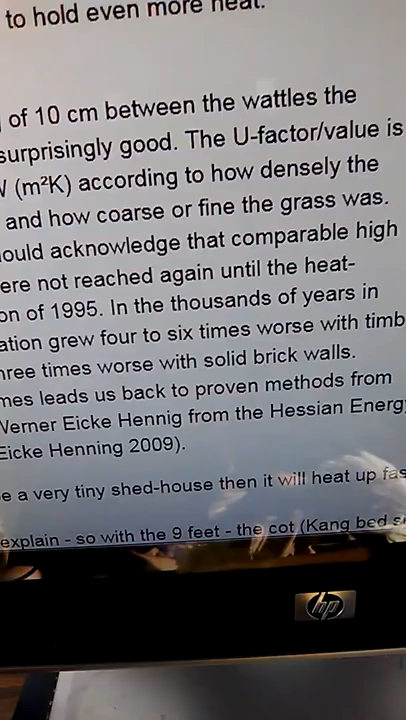 to hold even more heat.
of 10 cm between the wattles the
surprisingly good. The U-factor/value is
(m²K) according to how densely the
and how coarse or fine the grass was.
ould acknowledge that comparable high
ere not reached again until the heat-
on of 1995. In the thousands of years in
ation grew four to six times worse with timb
hree times worse with solid brick walls.
mes leads us back to proven methods from
Werner Eicke Hennig from the Hessian Energy
Eicke Henning 2009).
e a very tiny shed-house then it will heat up fas
explain - so with the 9 feet - the cot (Kang bed s
hp